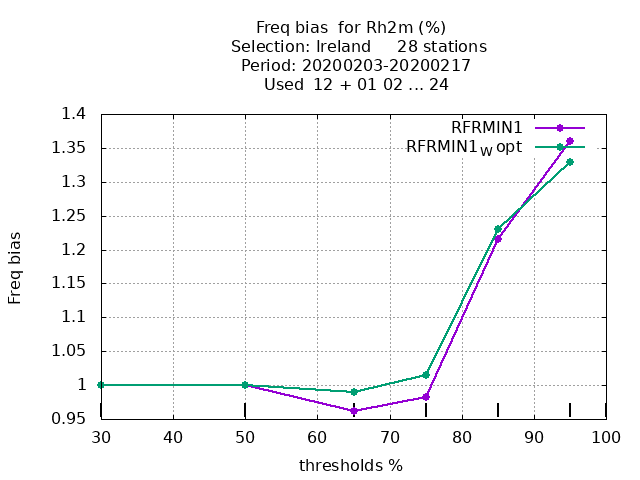 Freq bias  for Rh2m (%)
Selection: Ireland     28 stations
Period: 20200203-20200217
Used  12 + 01 02 ... 24
RFRMIN1
RFRMIN1W opt
1.4
1.35
1.3
1.25
1.2
1.15
1.1
1.05
1
0.95
Freq bias
30 40 50 60 70 80 90 100
thresholds %